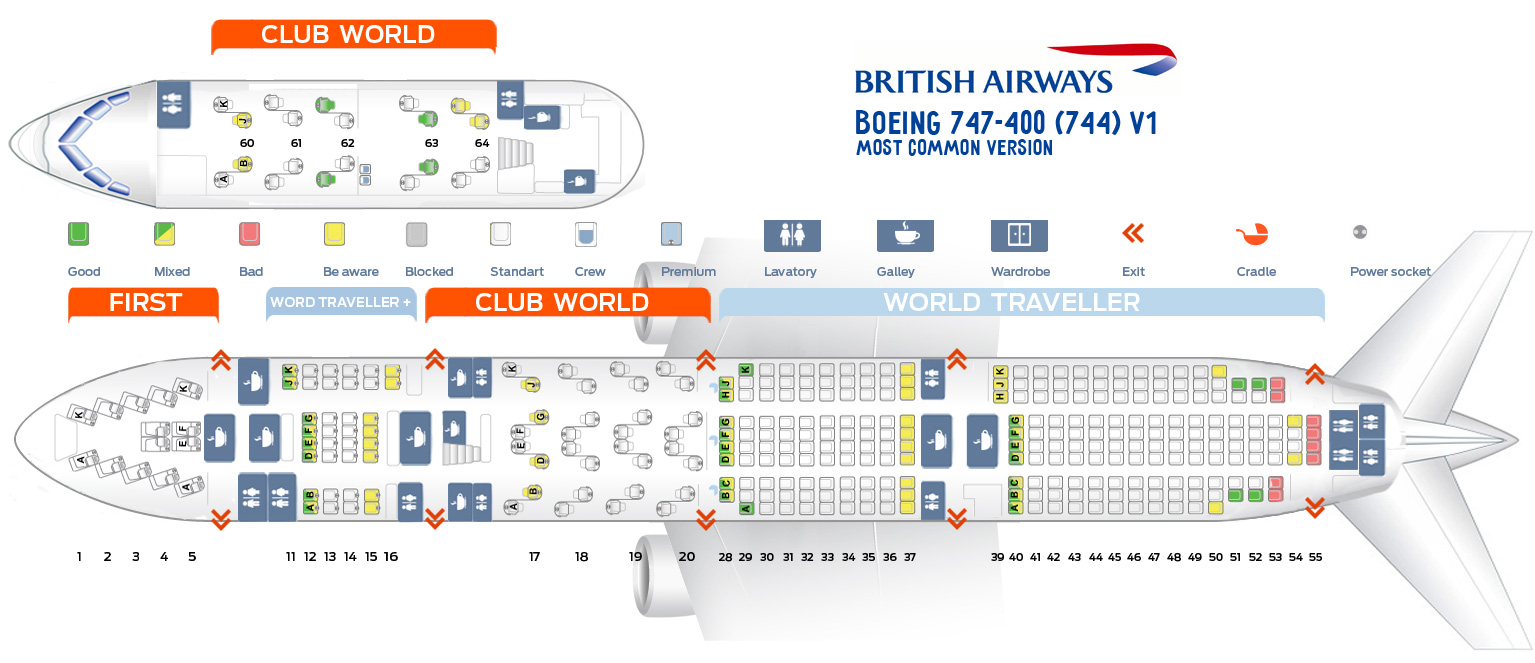 CLUB WORLD
BRITISH AIRWAYS
BOEING 747-400 (744) V1
MOST COMMON VERSION
K
J
60 61 62 63 64
B
A
Good Mixed Bad Be aware Blocked Standart Crew Premium Lavatory Galley Wardrobe Exit Cradle Power socket
FIRST WORD TRAVELLER + CLUB WORLD WORLD TRAVELLER
K K J K K J H J K H J K
K
A E F A
D E F G A B
G F E D B A
D E F G B C A
D E F G A B C
1 2 3 4 5 11 12 13 14 15 16 17 18 19 20 28 29 30 31 32 33 34 35 36 37 39 40 41 42 43 44 45 46 47 48 49 50 51 52 53 54 55